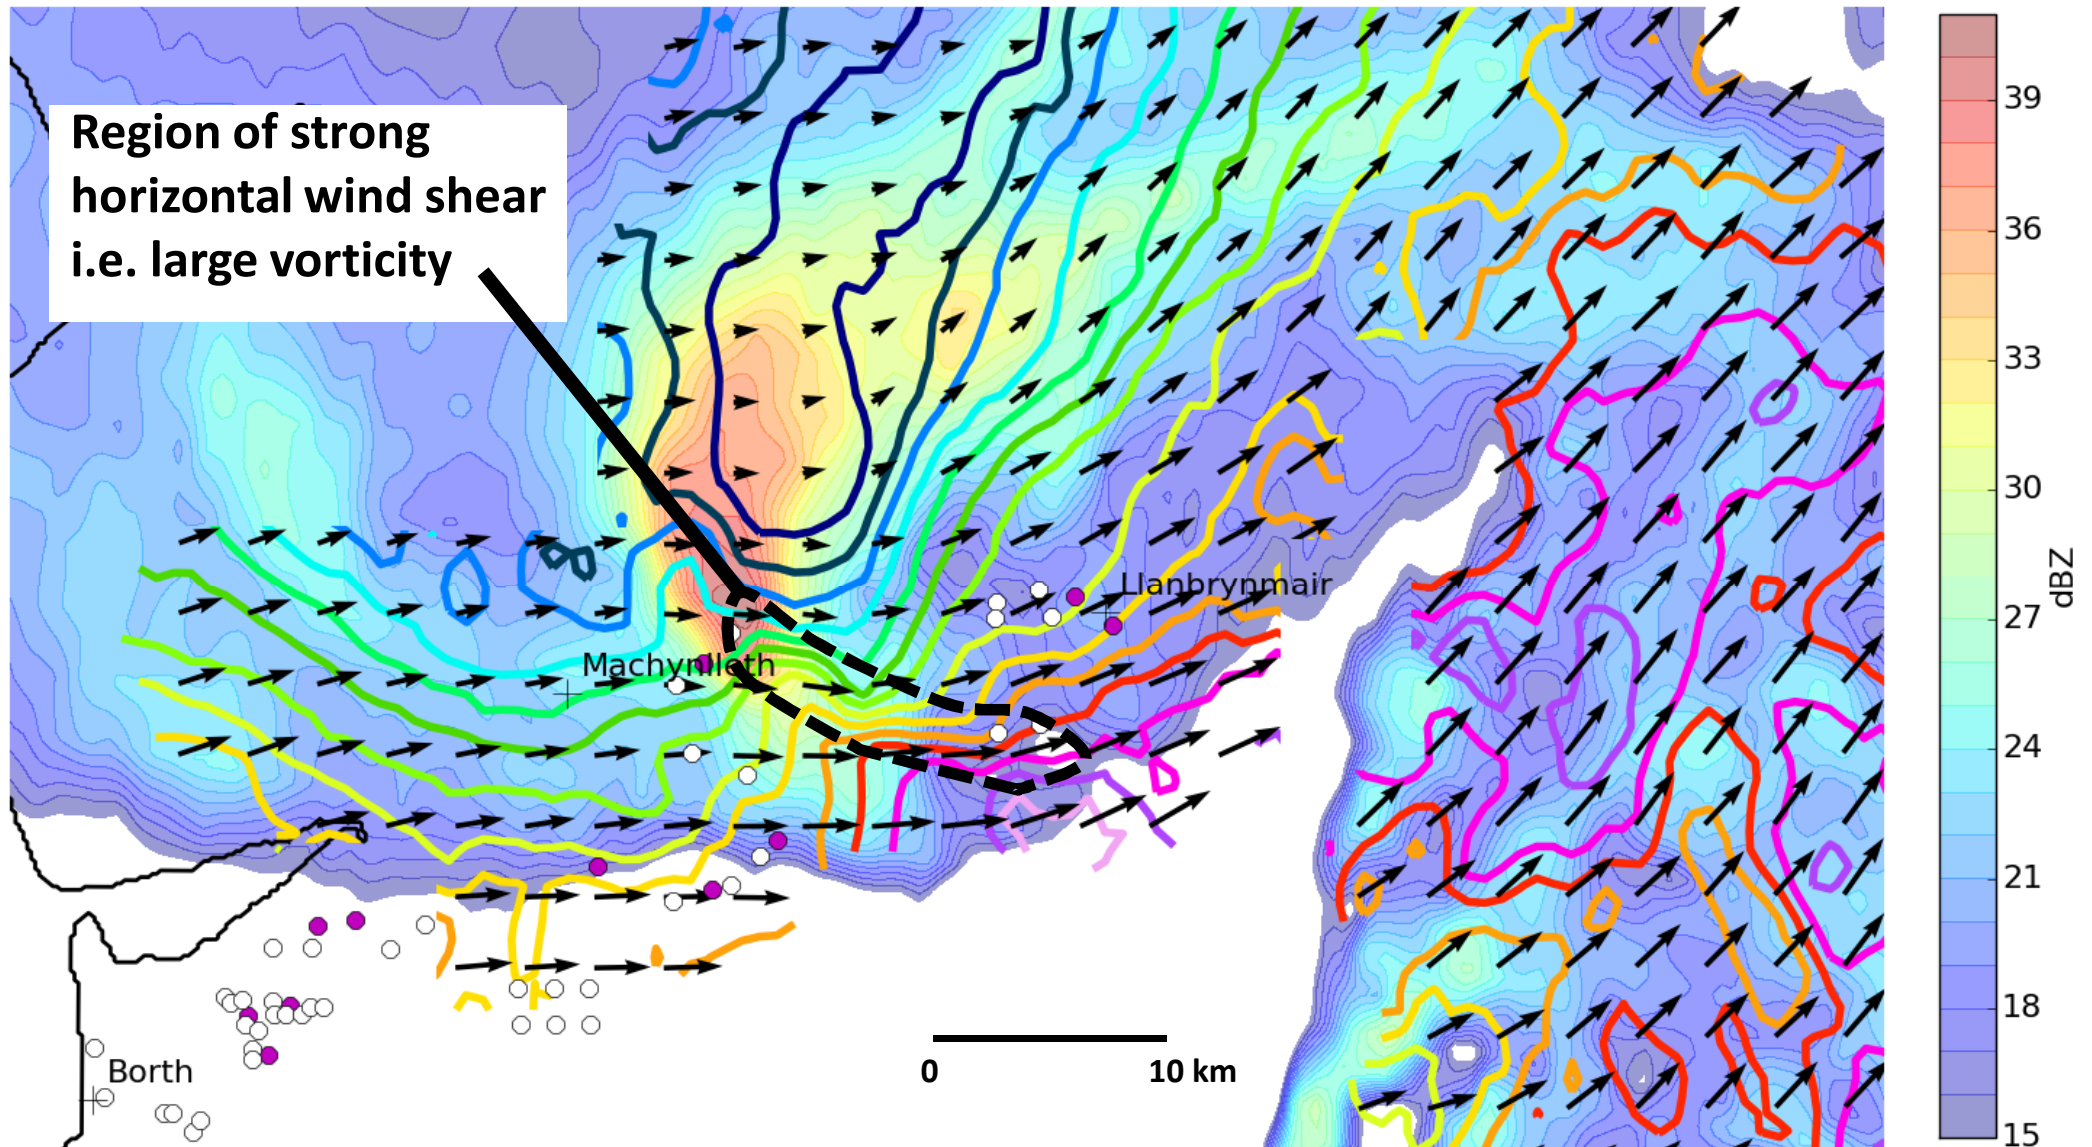 Region of strong
horizontal wind shear
i.e. large vorticity
Llanbrynmair
Machynlleth
Borth
0 10 km
39
36
33
30
27
24
21
18
15
dBZ